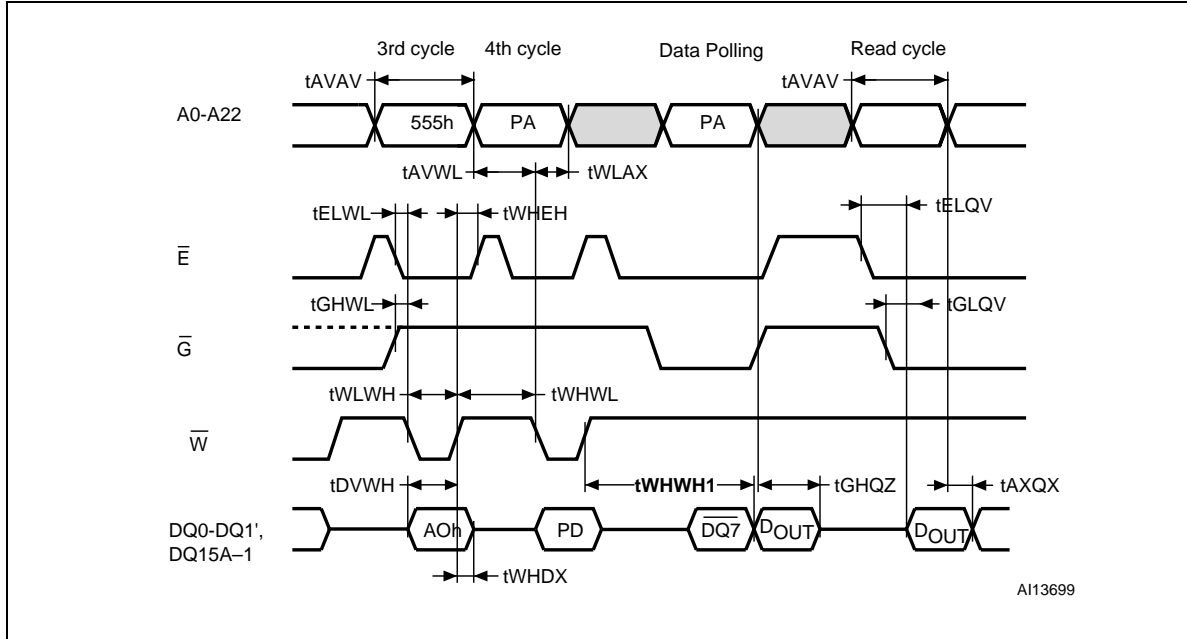 3rd cycle 4th cycle Data Polling Read cycle
tAVAV tAVAV
A0-A22 555h PA PA
tAVWL tWLAX
tELWL tWHEH tELQV
E
tGHWL tGLQV
G
tWLWH tWHWL
W
tDVWH tWHWH1 tGHQZ tAXQX
DQ0-DQ1', AOh PD DQ7 DOUT DOUT
DQ15A–1
tWHDX
AI13699